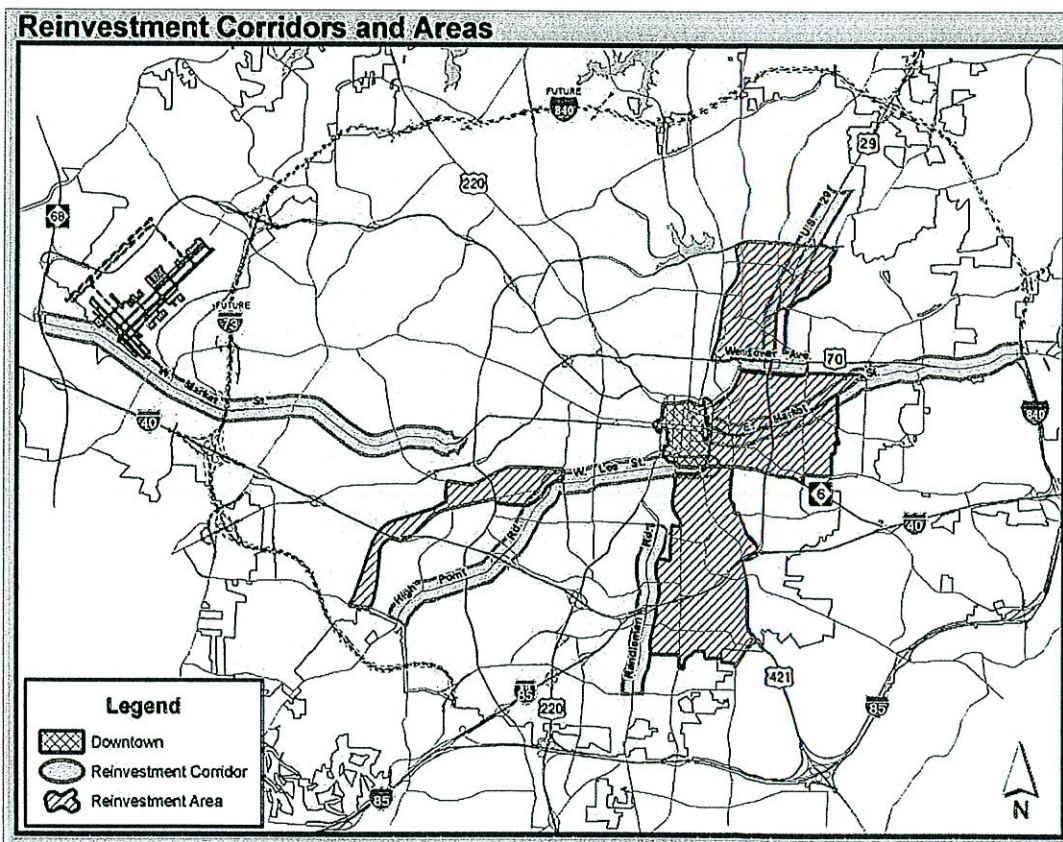 Reinvestment Corridors and Areas
FUTURE
840
29
220
68
U.S. 29
FUTURE
73
Wendover Ave.
70
W. Market St.
E. Market St.
40
840
W. Lee St.
6
40
High Point Rd.
Randleman Rd.
421
85
220
85
85
Legend
Downtown
Reinvestment Corridor
Reinvestment Area
N